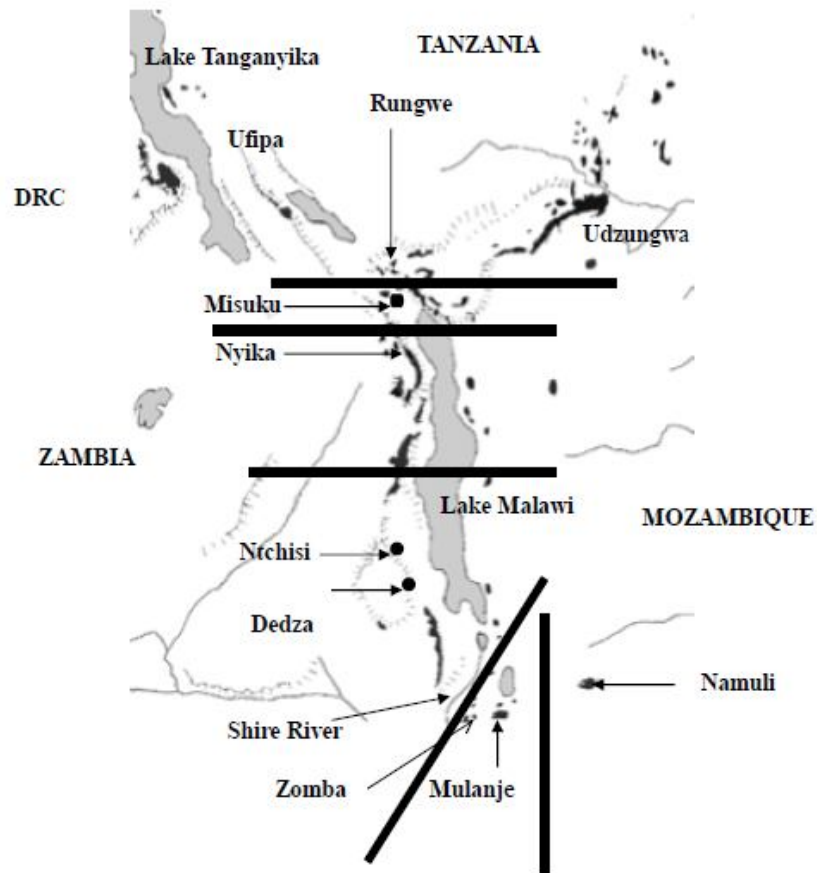 TANZANIA
Lake Tanganyika
Rungwe
Ufipa
DRC
Udzungwa
Misuku
Nyika
ZAMBIA
Lake Malawi
MOZAMBIQUE
Ntchisi
Dedza
Namuli
Shire River
Zomba
Mulanje